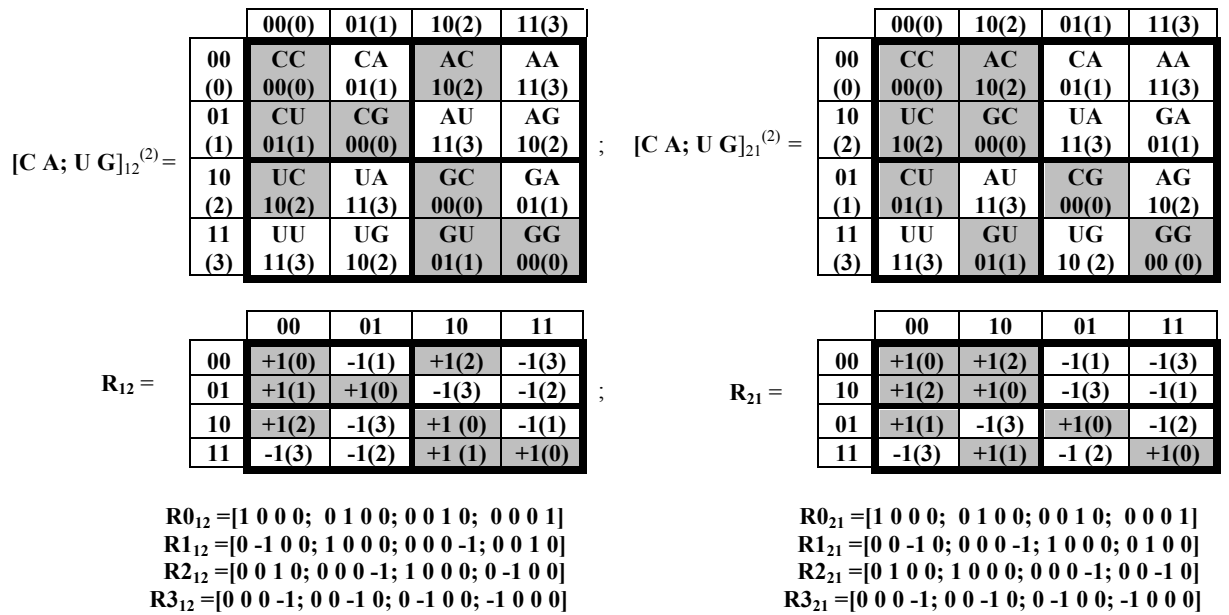 00(0) 01(1) 10(2) 11(3)
00 CC CA AC AA
(0) 00(0) 01(1) 10(2) 11(3)
01 CU CG AU AG
(1) 01(1) 00(0) 11(3) 10(2)
[C A; U G]₁₂⁽²⁾ =
10 UC UA GC GA
(2) 10(2) 11(3) 00(0) 01(1)
11 UU UG GU GG
(3) 11(3) 10(2) 01(1) 00(0)
;
00(0) 10(2) 01(1) 11(3)
00 CC AC CA AA
(0) 00(0) 10(2) 01(1) 11(3)
10 UC GC UA GA
(2) 10(2) 00(0) 11(3) 01(1)
[C A; U G]₂₁⁽²⁾ =
01 CU AU CG AG
(1) 01(1) 11(3) 00(0) 10(2)
11 UU GU UG GG
(3) 11(3) 01(1) 10 (2) 00 (0)
00 01 10 11
00 +1(0) -1(1) +1(2) -1(3)
R₁₂ =
01 +1(1) +1(0) -1(3) -1(2)
10 +1(2) -1(3) +1 (0) -1(1)
11 -1(3) -1(2) +1 (1) +1(0)
;
00 10 01 11
00 +1(0) +1(2) -1(1) -1(3)
R₂₁ =
10 +1(2) +1(0) -1(3) -1(1)
01 +1(1) -1(3) +1(0) -1(2)
11 -1(3) +1(1) -1 (2) +1(0)
R0₁₂ =[1 0 0 0; 0 1 0 0; 0 0 1 0; 0 0 0 1]
R1₁₂ =[0 -1 0 0; 1 0 0 0; 0 0 0 -1; 0 0 1 0]
R2₁₂ =[0 0 1 0; 0 0 0 -1; 1 0 0 0; 0 -1 0 0]
R3₁₂ =[0 0 0 -1; 0 0 -1 0; 0 -1 0 0; -1 0 0 0]
R0₂₁ =[1 0 0 0; 0 1 0 0; 0 0 1 0; 0 0 0 1]
R1₂₁ =[0 0 -1 0; 0 0 0 -1; 1 0 0 0; 0 1 0 0]
R2₂₁ =[0 1 0 0; 1 0 0 0; 0 0 0 -1; 0 0 -1 0]
R3₂₁ =[0 0 0 -1; 0 0 -1 0; 0 -1 0 0; -1 0 0 0]